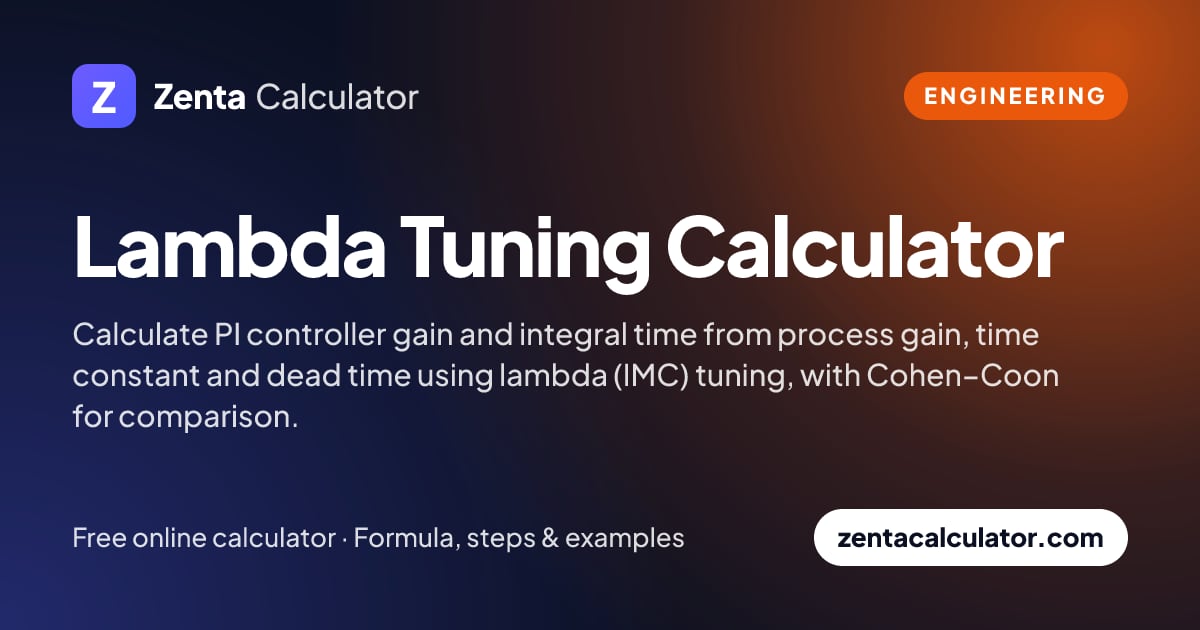 Z
Zenta Calculator
ENGINEERING
Lambda Tuning Calculator
Calculate PI controller gain and integral time from process gain, time
constant and dead time using lambda (IMC) tuning, with Cohen–Coon
for comparison.
Free online calculator · Formula, steps & examples
zentacalculator.com